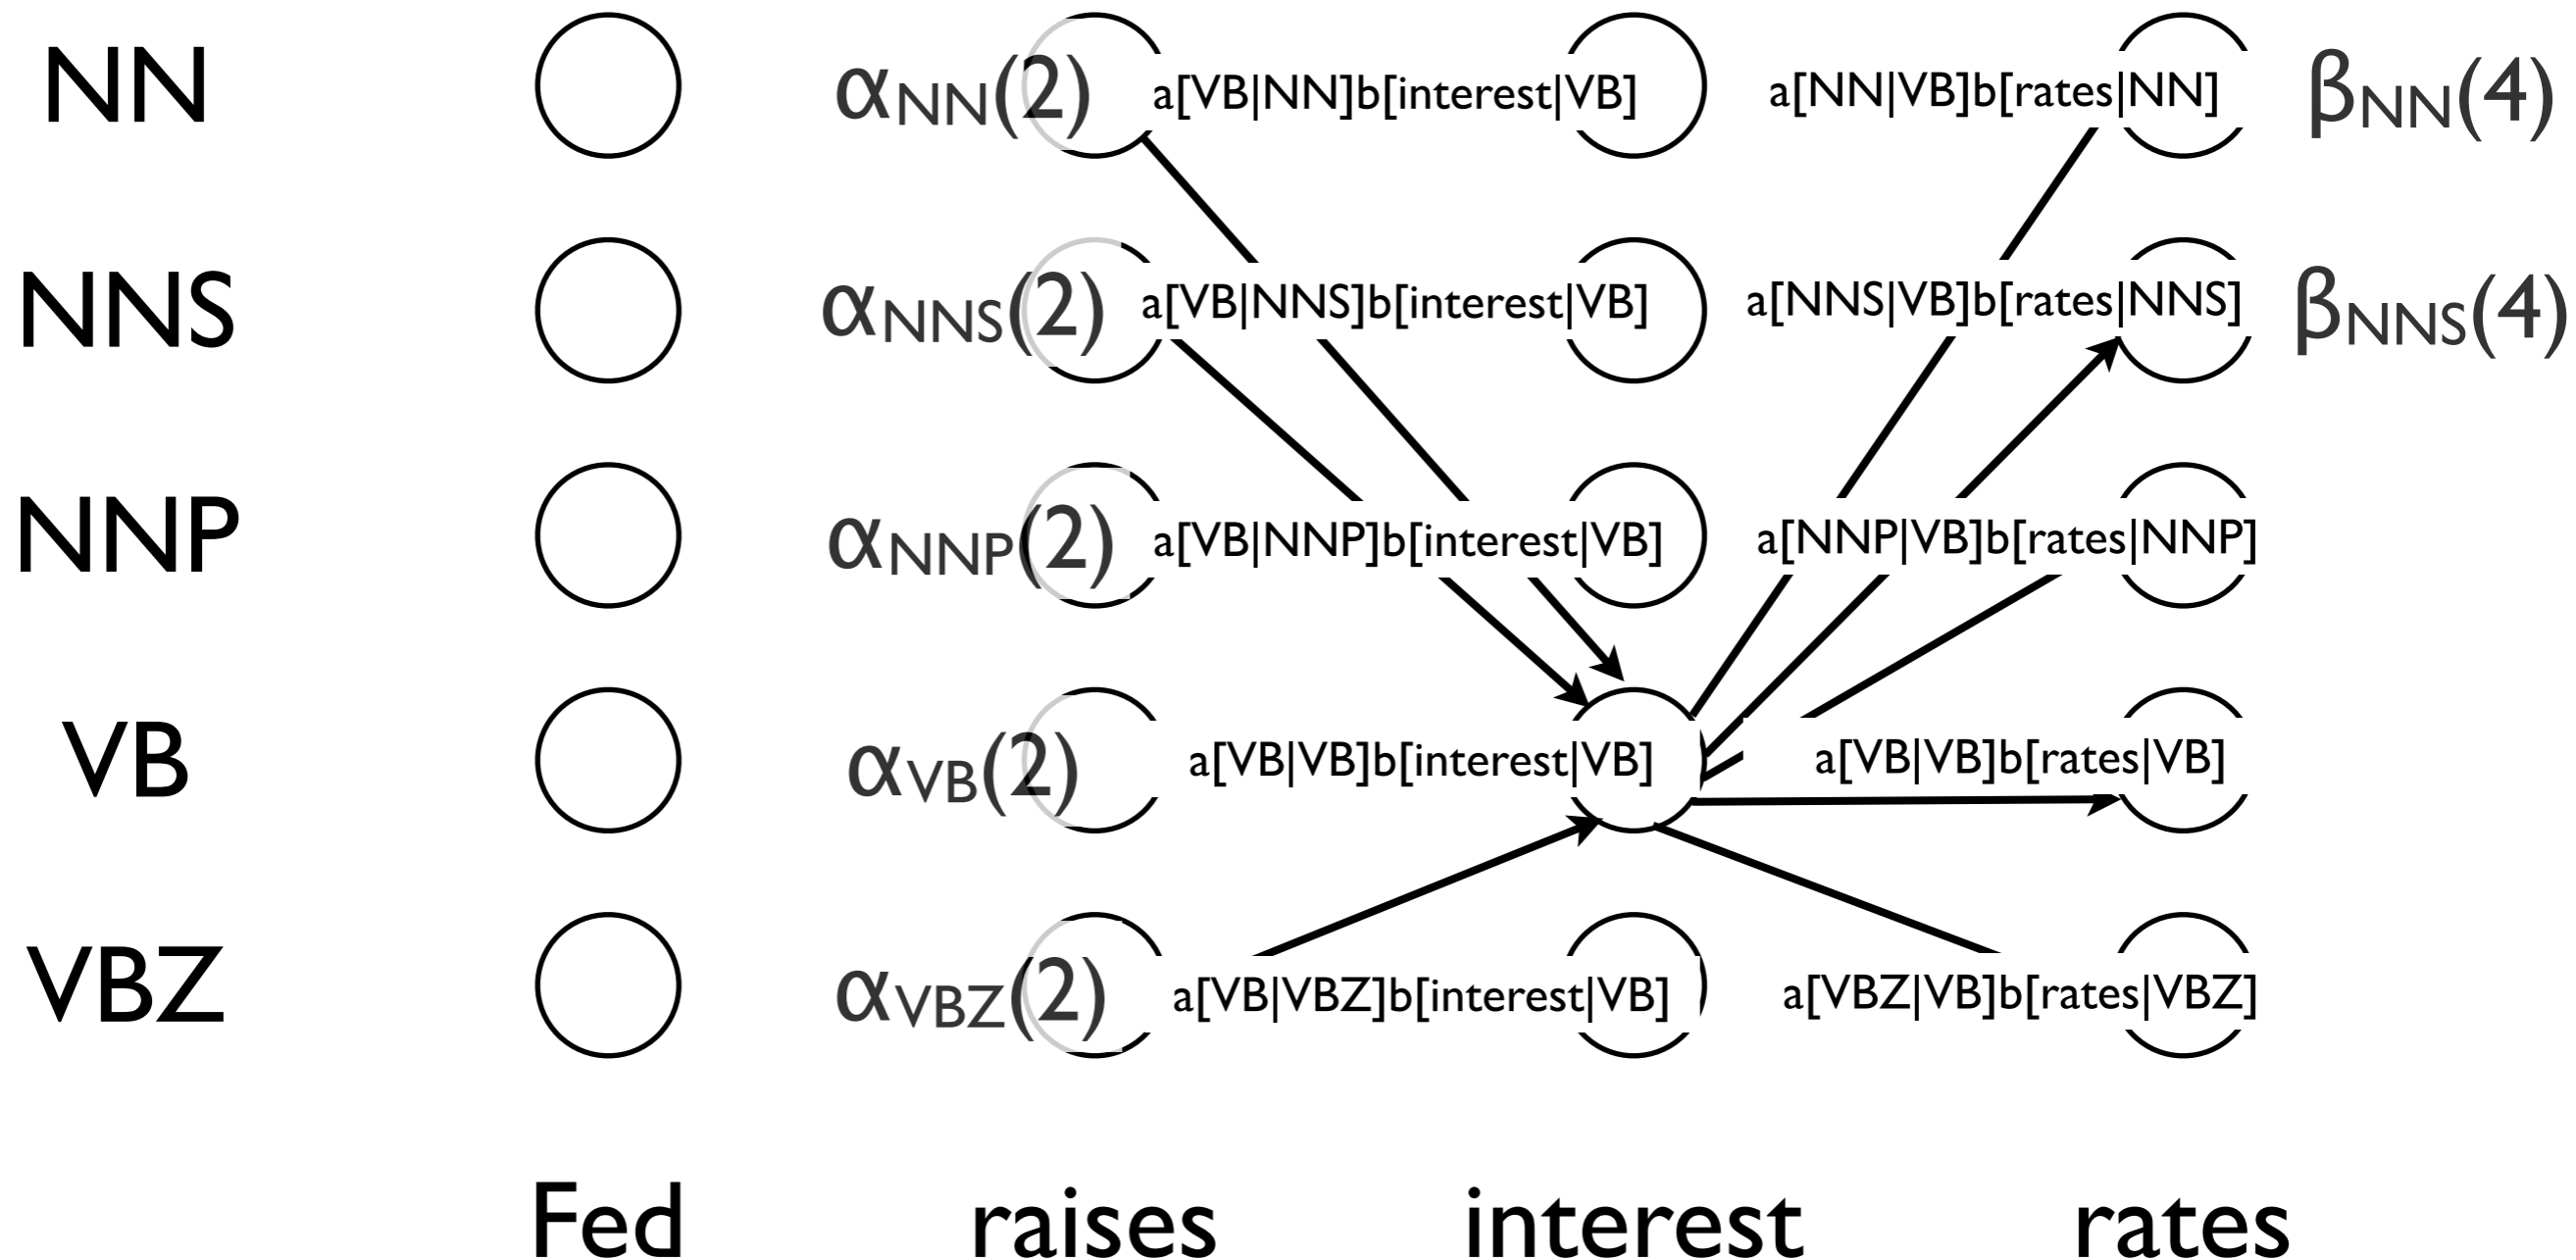 NN αNN(2) a[VB|NN]b[interest|VB] a[NN|VB]b[rates|NN] βNN(4)
NNS αNNS(2) a[VB|NNS]b[interest|VB] a[NNS|VB]b[rates|NNS] βNNS(4)
NNP αNNP(2) a[VB|NNP]b[interest|VB] a[NNP|VB]b[rates|NNP]
VB αVB(2) a[VB|VB]b[interest|VB] a[VB|VB]b[rates|VB]
VBZ αVBZ(2) a[VB|VBZ]b[interest|VB] a[VBZ|VB]b[rates|VBZ]
Fed raises interest rates